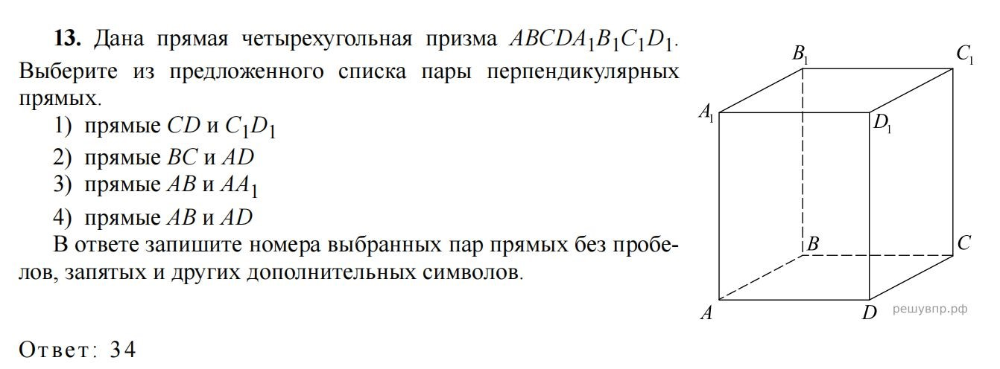 13. Дана прямая четырехугольная призма ABCDA₁B₁C₁D₁.
Выберите из предложенного списка пары перпендикулярных
прямых.
1) прямые CD и C₁D₁
2) прямые BC и AD
3) прямые AB и AA₁
4) прямые AB и AD
В ответе запишите номера выбранных пар прямых без пробе-
лов, запятых и других дополнительных символов.
Ответ: 34
B₁
C₁
A₁
D₁
B
C
A
D
решувпр.рф